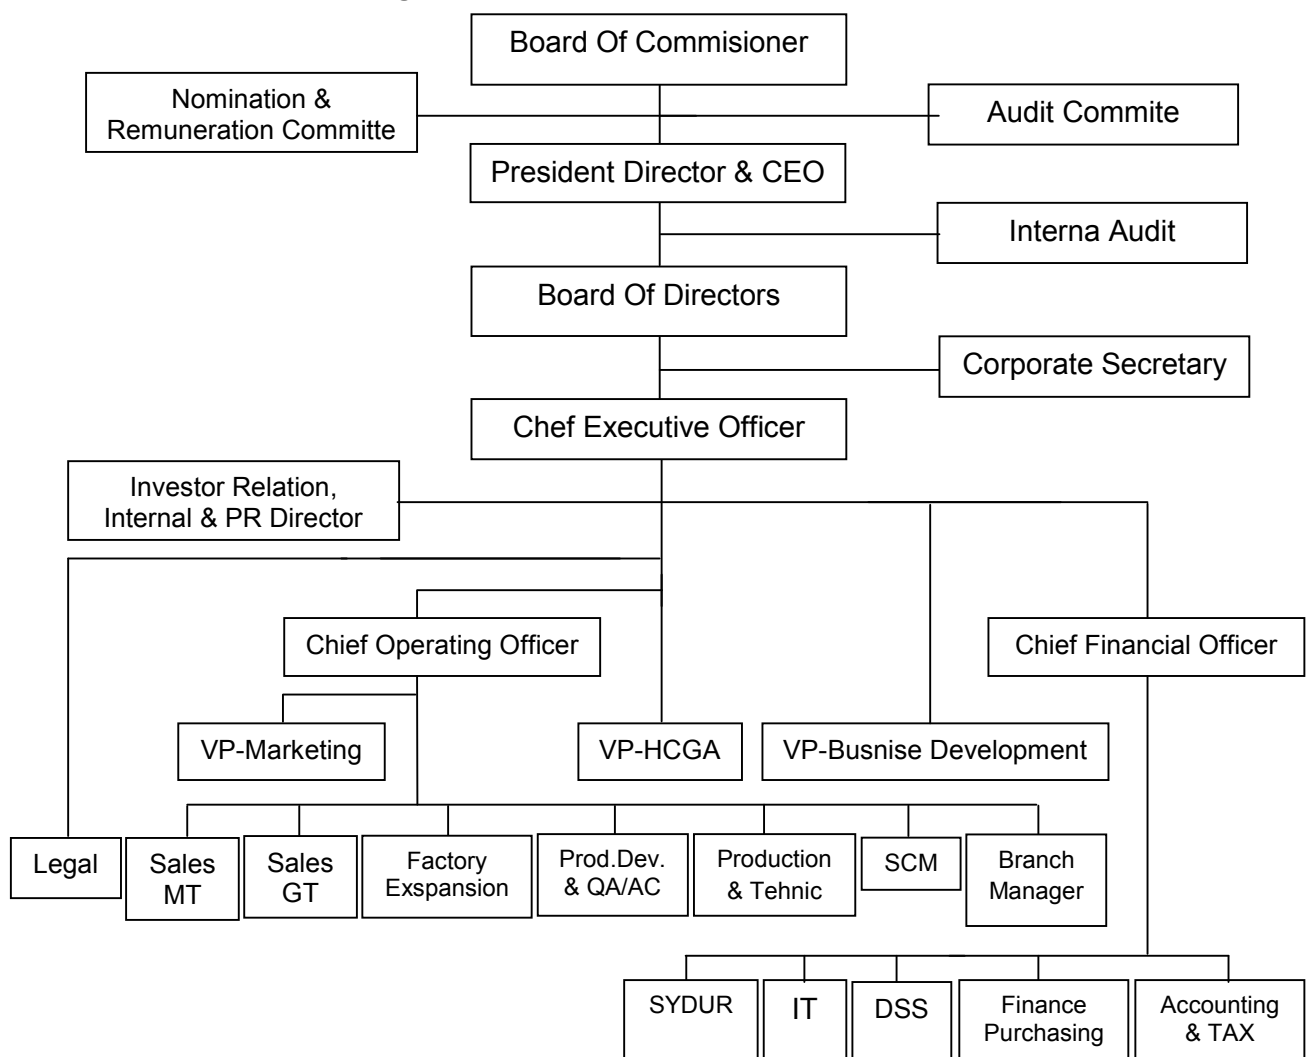 Board Of Commisioner
Nomination &
Remuneration Committe
Audit Commite
President Director & CEO
Interna Audit
Board Of Directors
Corporate Secretary
Chef Executive Officer
Investor Relation,
Internal & PR Director
Chief Operating Officer
Chief Financial Officer
VP-Marketing
VP-HCGA
VP-Busnise Development
Legal
Sales
MT
Sales
GT
Factory
Exspansion
Prod.Dev.
& QA/AC
Production
& Tehnic
SCM
Branch
Manager
SYDUR
IT
DSS
Finance
Purchasing
Accounting
& TAX